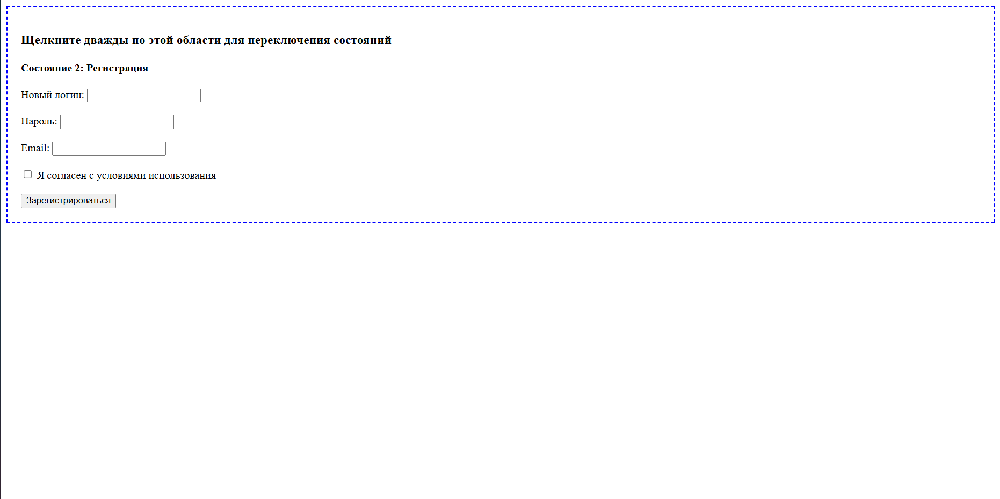 Щелкните дважды по этой области для переключения состояний
Состояние 2: Регистрация
Новый логин:
Пароль:
Email:
Я согласен с условиями использования
Зарегистрироваться